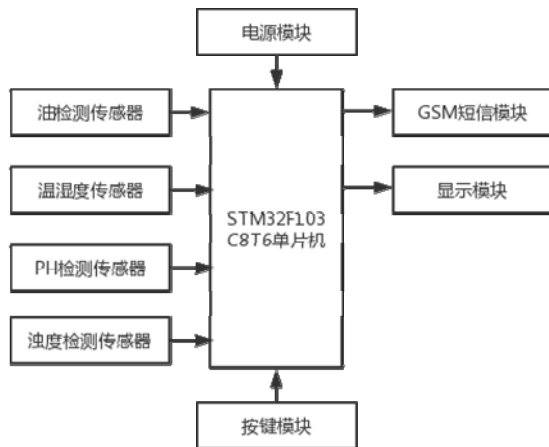 电源模块
油检测传感器
GSM短信模块
温湿度传感器
显示模块
STM32F103
C8T6单片机
PH检测传感器
浊度检测传感器
按键模块